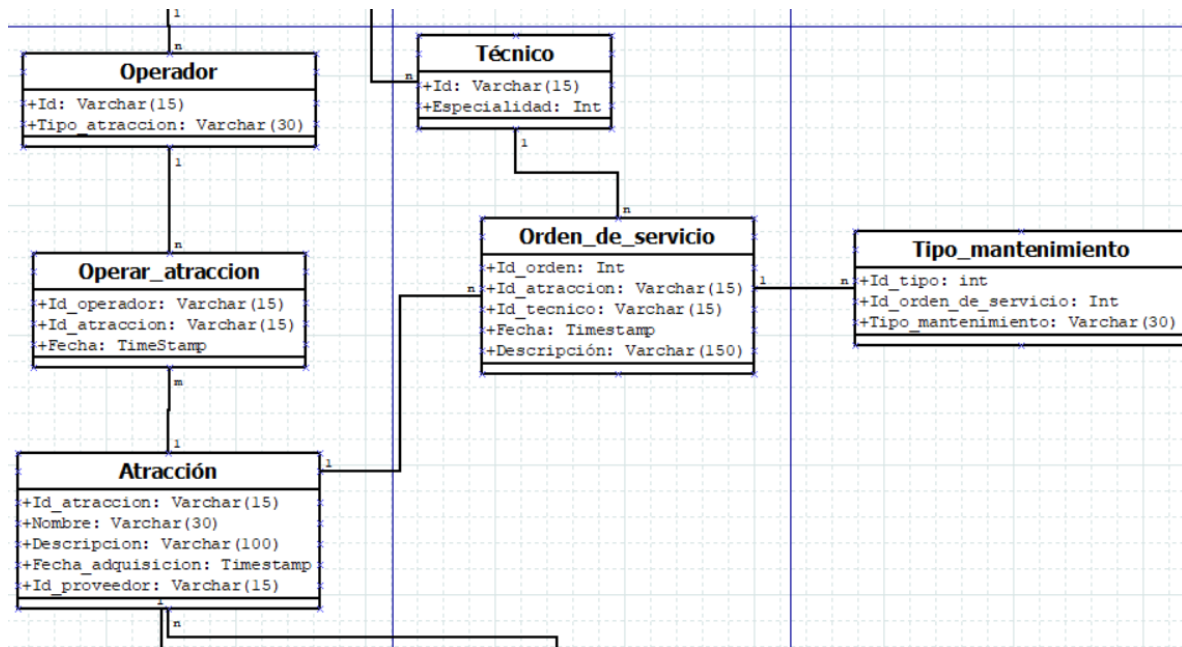 1
n
Operador
+Id: Varchar(15)
+Tipo_atraccion: Varchar(30)
1
n
Operar_atraccion
+Id_operador: Varchar(15)
+Id_atraccion: Varchar(15)
+Fecha: TimeStamp
m
1
Atracción
+Id_atraccion: Varchar(15)
+Nombre: Varchar(30)
+Descripcion: Varchar(100)
+Fecha_adquisicion: Timestamp
+Id_proveedor: Varchar(15)
1
n
n
Técnico
+Id: Varchar(15)
+Especialidad: Int
1
n
Orden_de_servicio
+Id_orden: Int
+Id_atraccion: Varchar(15)
+Id_tecnico: Varchar(15)
+Fecha: Timestamp
+Descripción: Varchar(150)
n
1
1
n
Tipo_mantenimiento
+Id_tipo: int
+Id_orden_de_servicio: Int
+Tipo_mantenimiento: Varchar(30)